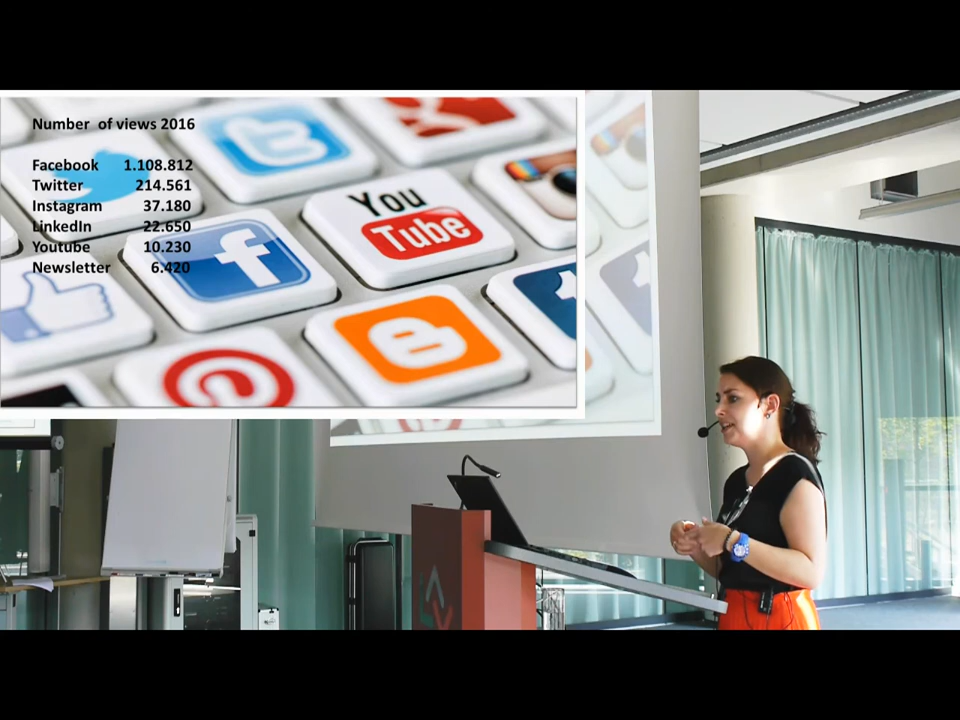 Number of views 2016
Facebook 1.108.812
Twitter 214.561
Instagram 37.180
LinkedIn 22.650
Youtube 10.230
Newsletter 6.420
You
Tube